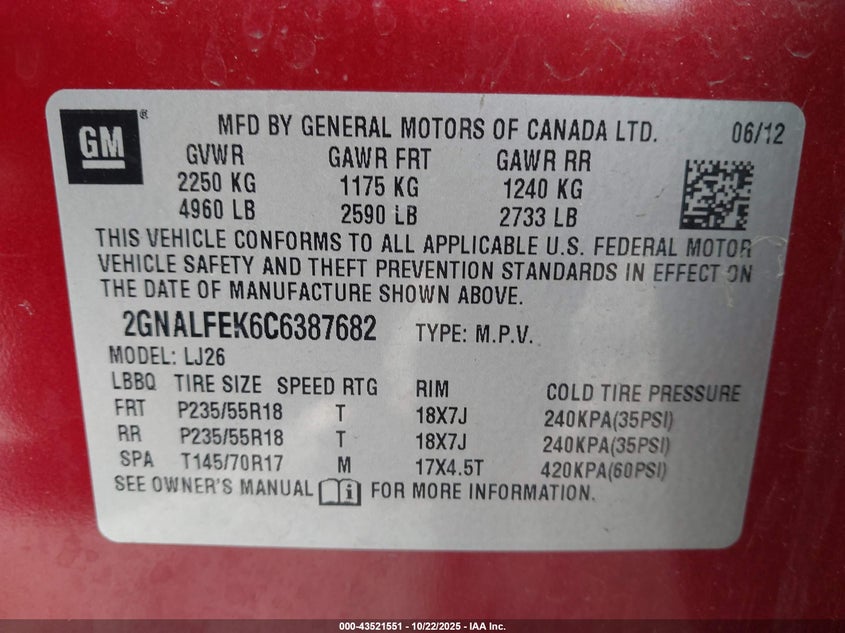 GM ®
MFD BY GENERAL MOTORS OF CANADA LTD. 06/12
GVWR GAWR FRT GAWR RR
2250 KG 1175 KG 1240 KG
4960 LB 2590 LB 2733 LB
THIS VEHICLE CONFORMS TO ALL APPLICABLE U.S. FEDERAL MOTOR
VEHICLE SAFETY AND THEFT PREVENTION STANDARDS IN EFFECT ON
THE DATE OF MANUFACTURE SHOWN ABOVE.
2GNALFEK6C6387682 TYPE: M.P.V.
MODEL: LJ26
LBBQ TIRE SIZE SPEED RTG RIM COLD TIRE PRESSURE
FRT P235/55R18 T 18X7J 240KPA(35PSI)
RR P235/55R18 T 18X7J 240KPA(35PSI)
SPA T145/70R17 M 17X4.5T 420KPA(60PSI)
SEE OWNER'S MANUAL i FOR MORE INFORMATION.
000-43521551 - 10/22/2025 - IAA Inc.